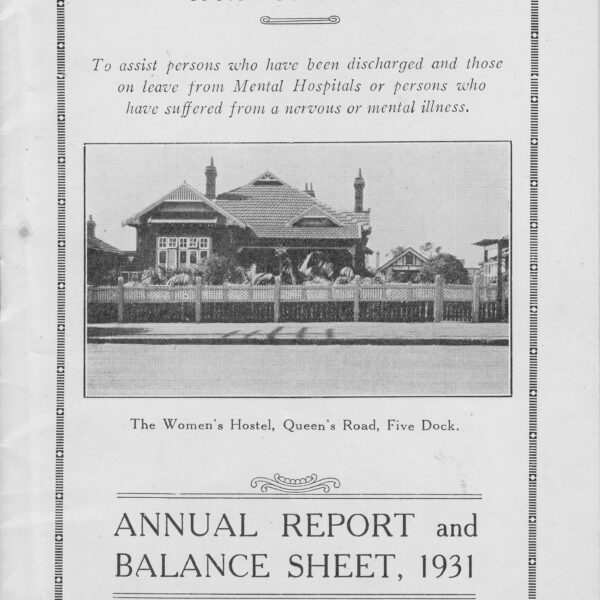 To assist persons who have been discharged and those
on leave from Mental Hospitals or persons who
have suffered from a nervous or mental illness.
The Women's Hostel, Queen's Road, Five Dock.
ANNUAL REPORT and
BALANCE SHEET, 1931